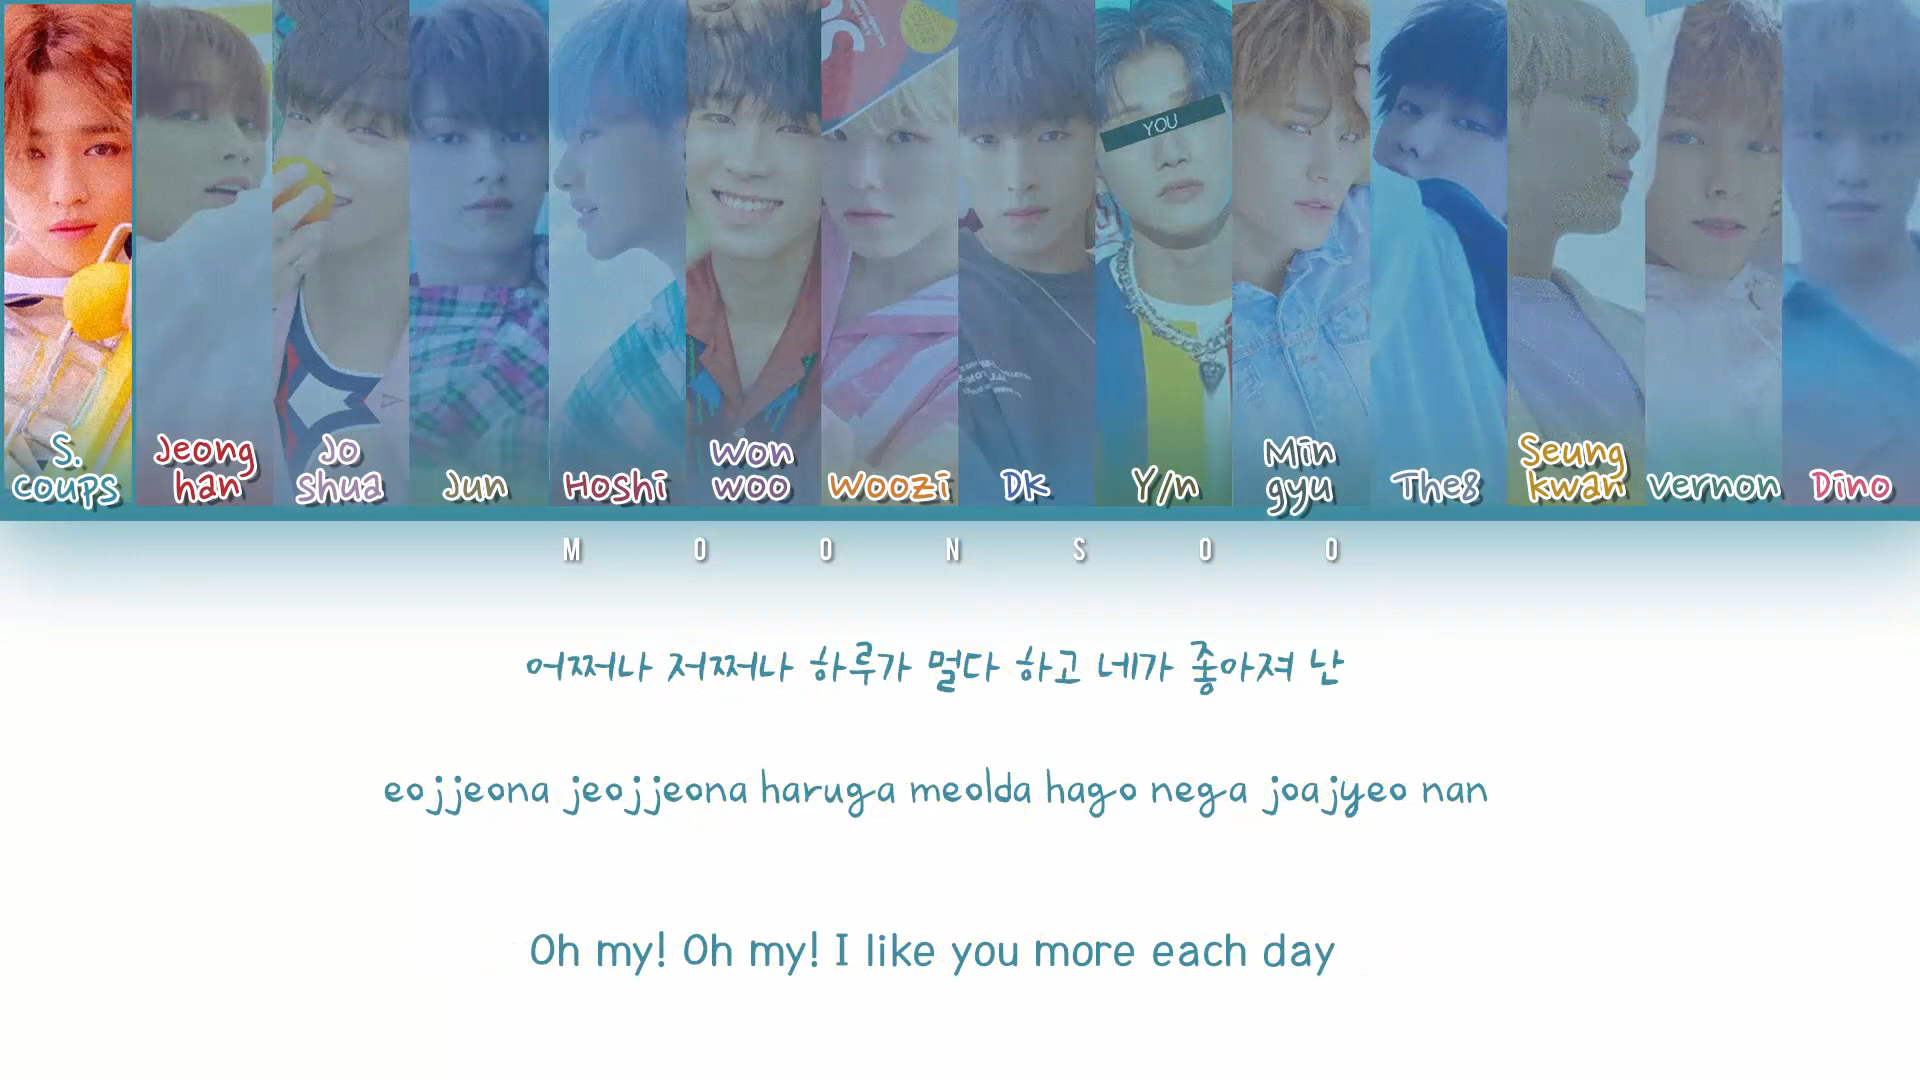 YOU
S.
coups
Jeong
han
Jo
shua
Jun
Hoshi
Won
woo
Woozi
DK
Y/n
Min
gyu
The8
Seung
kwan
vernon
Dino
M O O N S O O
어쩌나 저쩌나 하루가 멀다 하고 네가 좋아져 난
eojjeona jeojjeona haruga meolda hago nega joajyeo nan
Oh my! Oh my! I like you more each day